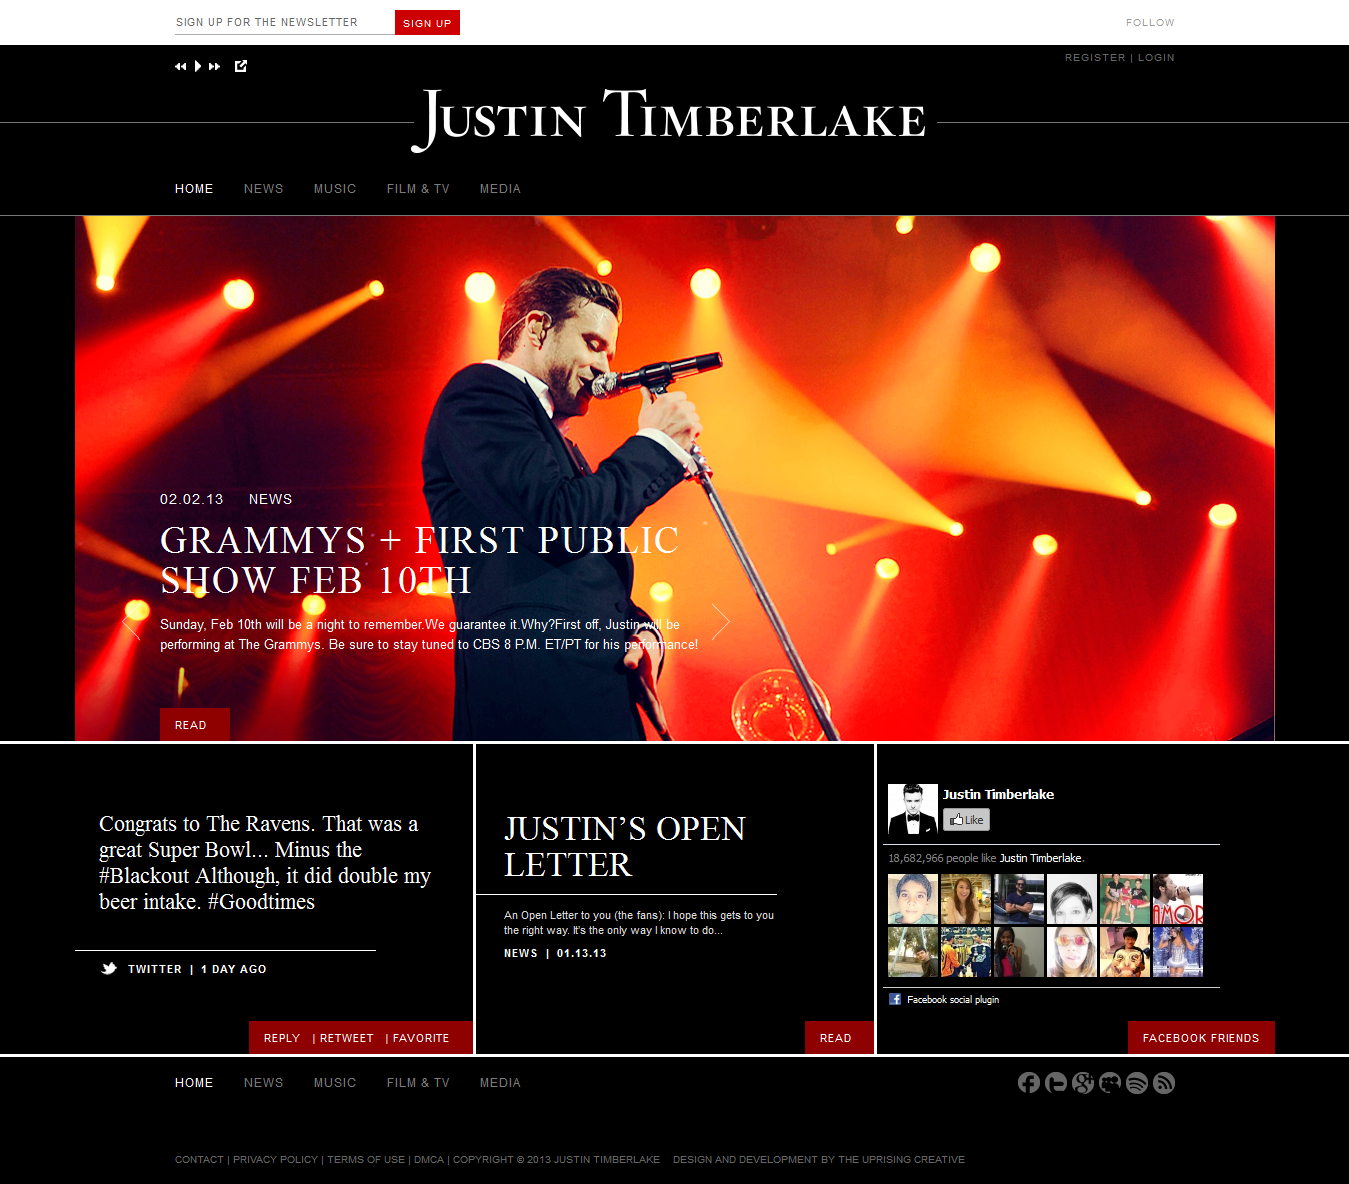 SIGN UP FOR THE NEWSLETTER
SIGN UP
FOLLOW
REGISTER | LOGIN
JUSTIN TIMBERLAKE
HOME NEWS MUSIC FILM & TV MEDIA
02.02.13 NEWS
GRAMMYS + FIRST PUBLIC
SHOW FEB 10TH
Sunday, Feb 10th will be a night to remember.We guarantee it.Why?First off, Justin will be
performing at The Grammys. Be sure to stay tuned to CBS 8 P.M. ET/PT for his performance!
READ
Congrats to The Ravens. That was a
great Super Bowl... Minus the
#Blackout Although, it did double my
beer intake. #Goodtimes
TWITTER | 1 DAY AGO
REPLY | RETWEET | FAVORITE
JUSTIN’S OPEN
LETTER
An Open Letter to you (the fans): I hope this gets to you
the right way. It's the only way I know to do...
NEWS | 01.13.13
READ
Justin Timberlake
Like
18,682,966 people like Justin Timberlake.
AMOR
Facebook social plugin
FACEBOOK FRIENDS
HOME NEWS MUSIC FILM & TV MEDIA
CONTACT | PRIVACY POLICY | TERMS OF USE | DMCA | COPYRIGHT © 2013 JUSTIN TIMBERLAKE DESIGN AND DEVELOPMENT BY THE UPRISING CREATIVE